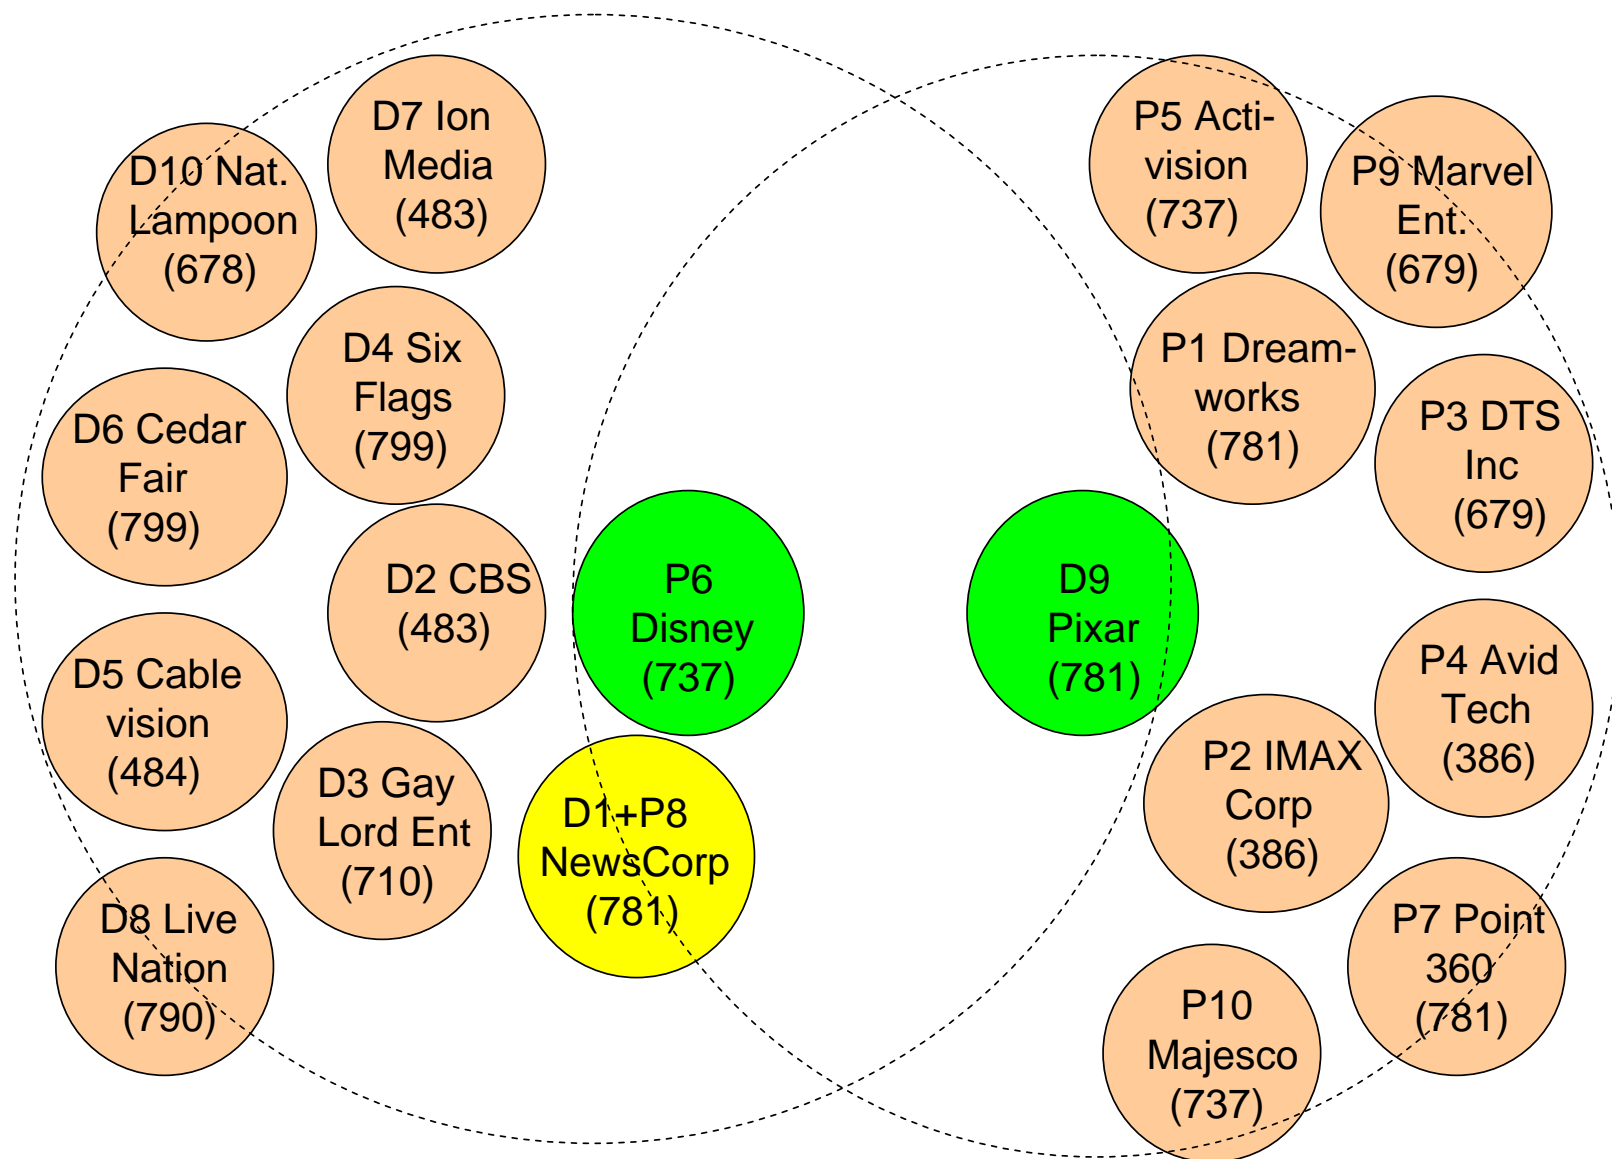 D7 Ion
Media
(483)
D10 Nat.
Lampoon
(678)
D4 Six
Flags
(799)
D6 Cedar
Fair
(799)
D2 CBS
(483)
D5 Cable
vision
(484)
D3 Gay
Lord Ent
(710)
D8 Live
Nation
(790)
P6
Disney
(737)
D1+P8
NewsCorp
(781)
D9
Pixar
(781)
P5 Acti-
vision
(737)
P9 Marvel
Ent.
(679)
P1 Dream-
works
(781)
P3 DTS
Inc
(679)
P4 Avid
Tech
(386)
P2 IMAX
Corp
(386)
P7 Point
360
(781)
P10
Majesco
(737)